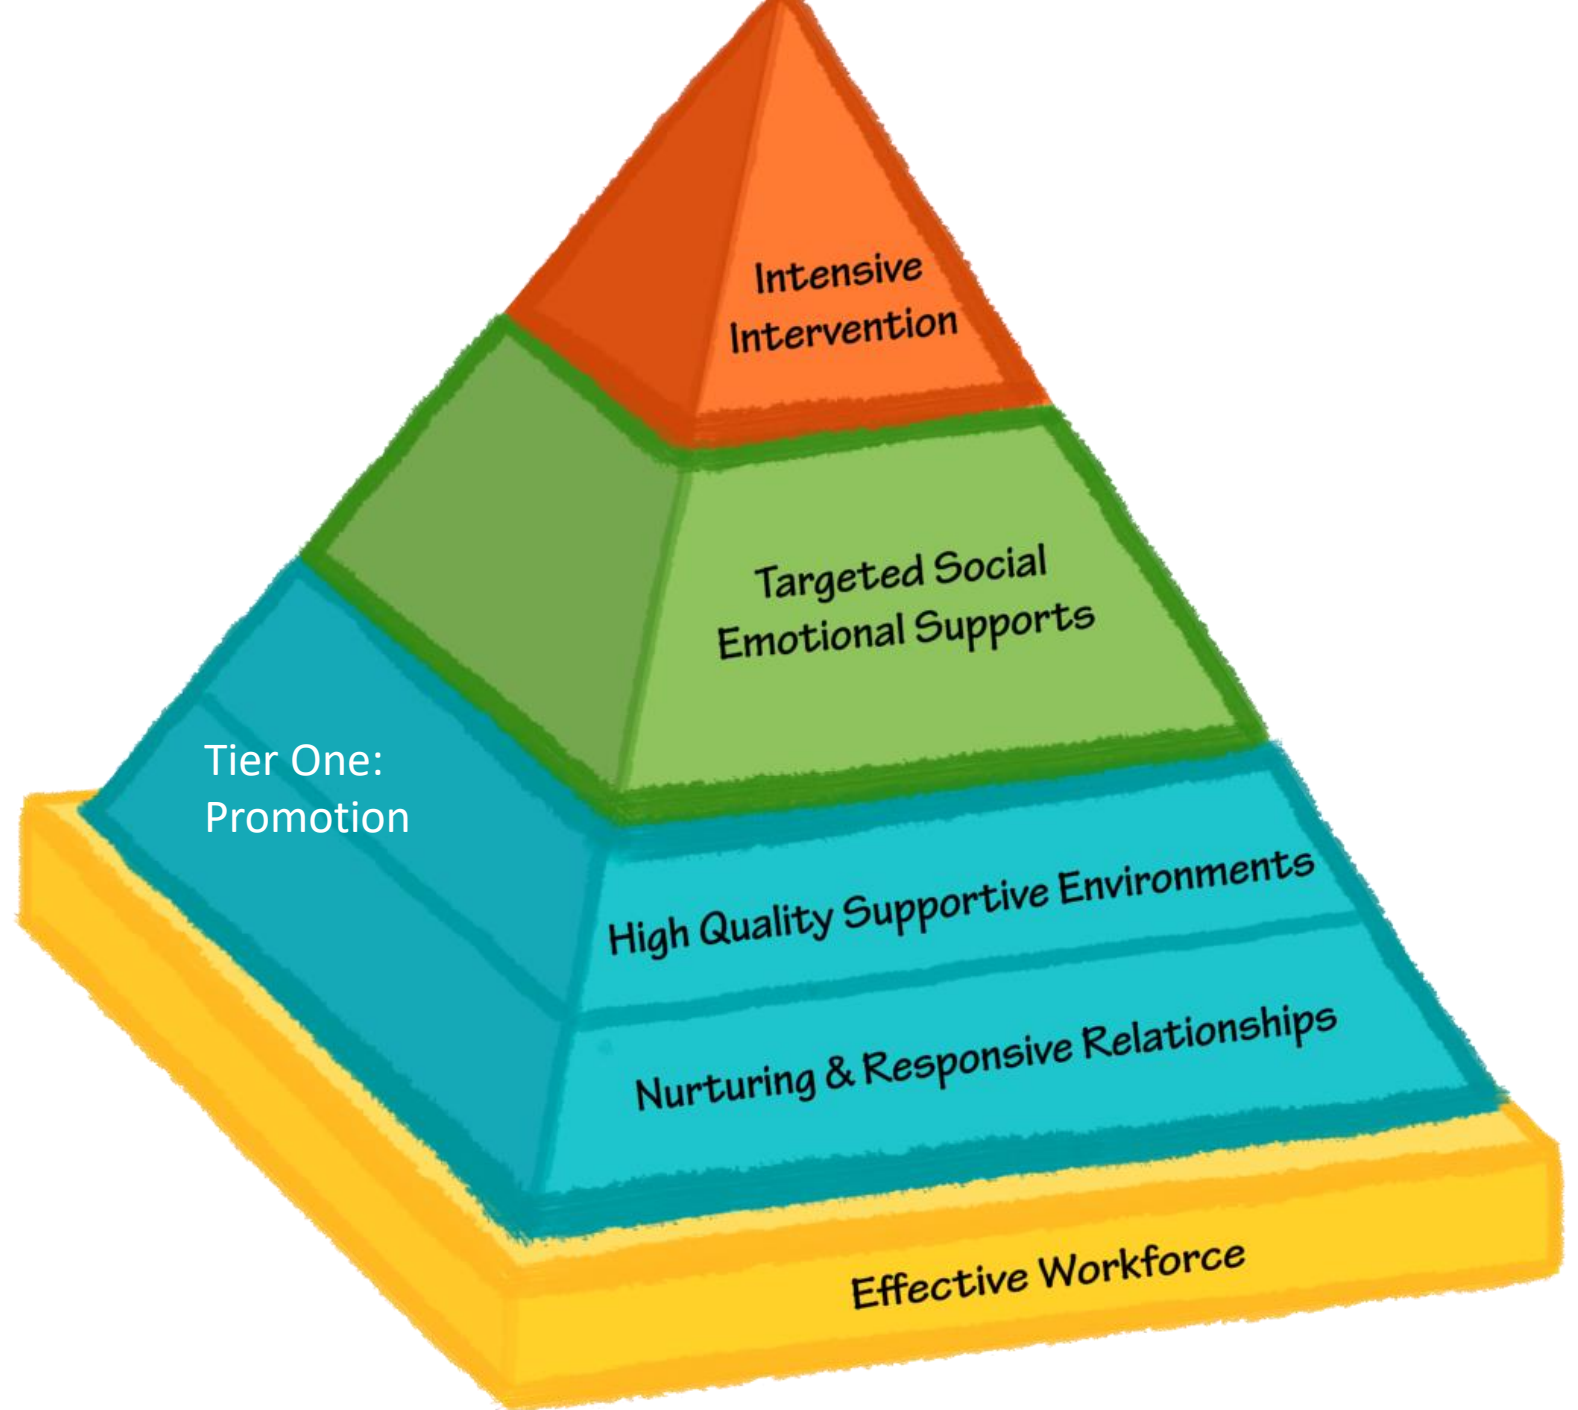 Intensive
Intervention
Targeted Social
Emotional Supports
Tier One:
Promotion
High Quality Supportive Environments
Nurturing & Responsive Relationships
Effective Workforce